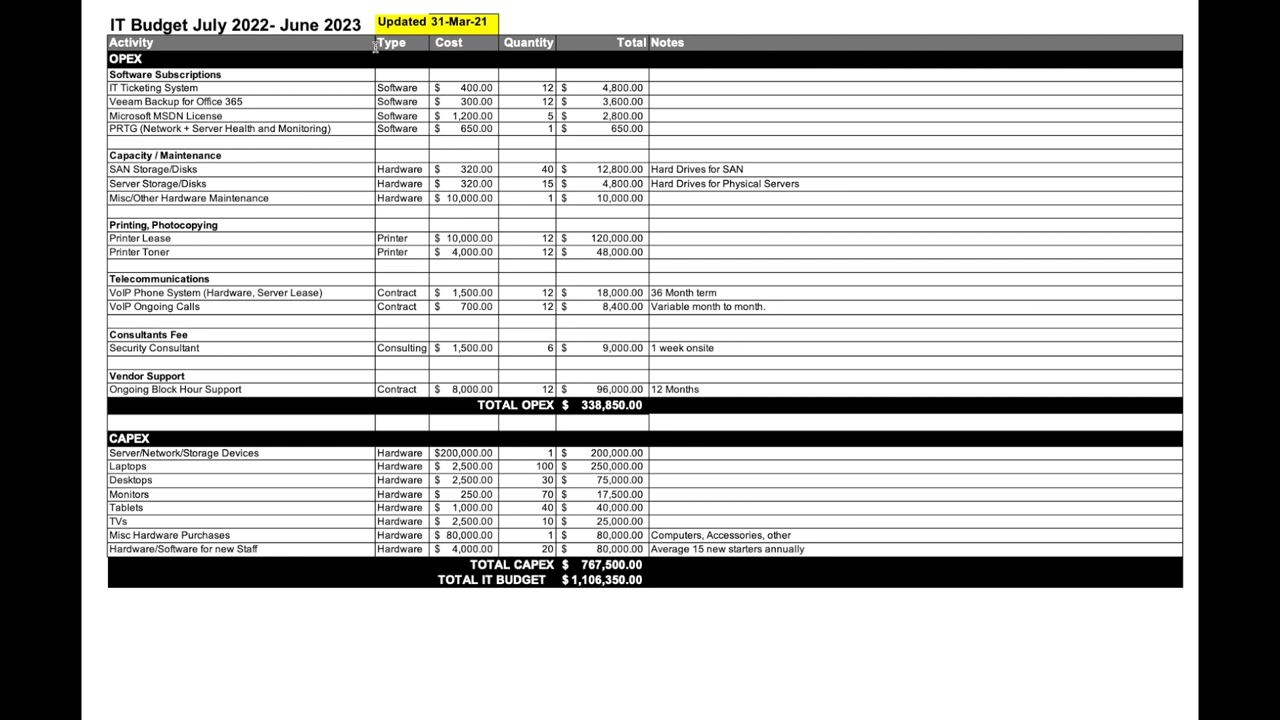 IT Budget July 2022- June 2023 Updated 31-Mar-21
Activity Type Cost Quantity Total Notes
OPEX
Software Subscriptions
IT Ticketing System Software $ 400.00 12 $ 4,800.00
Veeam Backup for Office 365 Software $ 300.00 12 $ 3,600.00
Microsoft MSDN License Software $ 1,200.00 5 $ 2,800.00
PRTG (Network + Server Health and Monitoring) Software $ 650.00 1 $ 650.00
Capacity / Maintenance
SAN Storage/Disks Hardware $ 320.00 40 $ 12,800.00 Hard Drives for SAN
Server Storage/Disks Hardware $ 320.00 15 $ 4,800.00 Hard Drives for Physical Servers
Misc/Other Hardware Maintenance Hardware $ 10,000.00 1 $ 10,000.00
Printing, Photocopying
Printer Lease Printer $ 10,000.00 12 $ 120,000.00
Printer Toner Printer $ 4,000.00 12 $ 48,000.00
Telecommunications
VoIP Phone System (Hardware, Server Lease) Contract $ 1,500.00 12 $ 18,000.00 36 Month term
VoIP Ongoing Calls Contract $ 700.00 12 $ 8,400.00 Variable month to month.
Consultants Fee
Security Consultant Consulting $ 1,500.00 6 $ 9,000.00 1 week onsite
Vendor Support
Ongoing Block Hour Support Contract $ 8,000.00 12 $ 96,000.00 12 Months
TOTAL OPEX $ 338,850.00
CAPEX
Server/Network/Storage Devices Hardware $200,000.00 1 $ 200,000.00
Laptops Hardware $ 2,500.00 100 $ 250,000.00
Desktops Hardware $ 2,500.00 30 $ 75,000.00
Monitors Hardware $ 250.00 70 $ 17,500.00
Tablets Hardware $ 1,000.00 40 $ 40,000.00
TVs Hardware $ 2,500.00 10 $ 25,000.00
Misc Hardware Purchases Hardware $ 80,000.00 1 $ 80,000.00 Computers, Accessories, other
Hardware/Software for new Staff Hardware $ 4,000.00 20 $ 80,000.00 Average 15 new starters annually
TOTAL CAPEX $ 767,500.00
TOTAL IT BUDGET $ 1,106,350.00